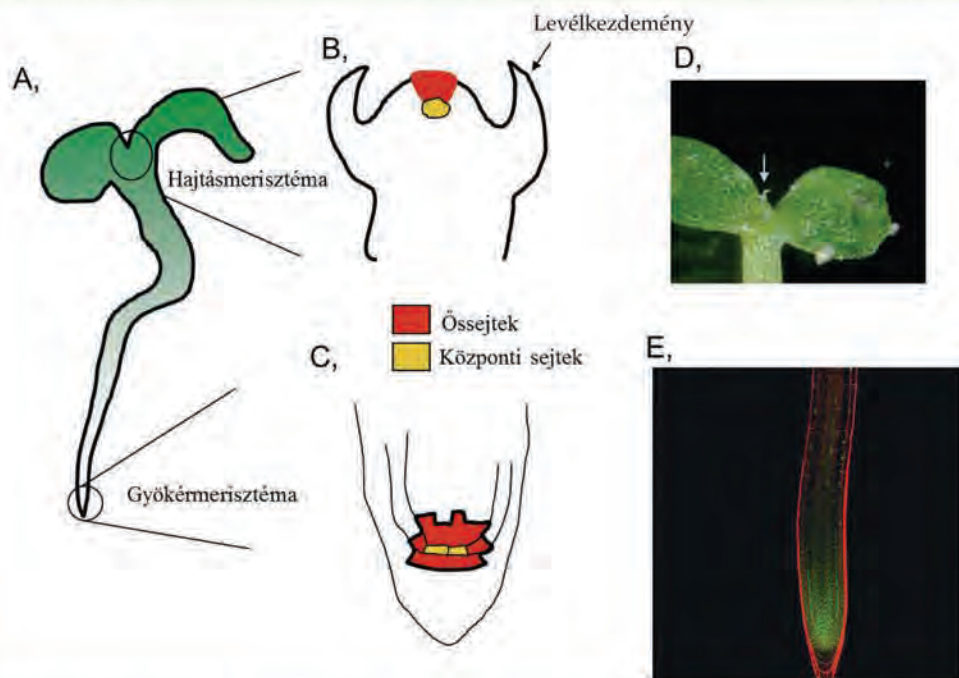 A,
B,
Levélkezdemény
D,
Hajtásmerisztéma
Őssejtek
Központi sejtek
C,
E,
Gyökérmerisztéma